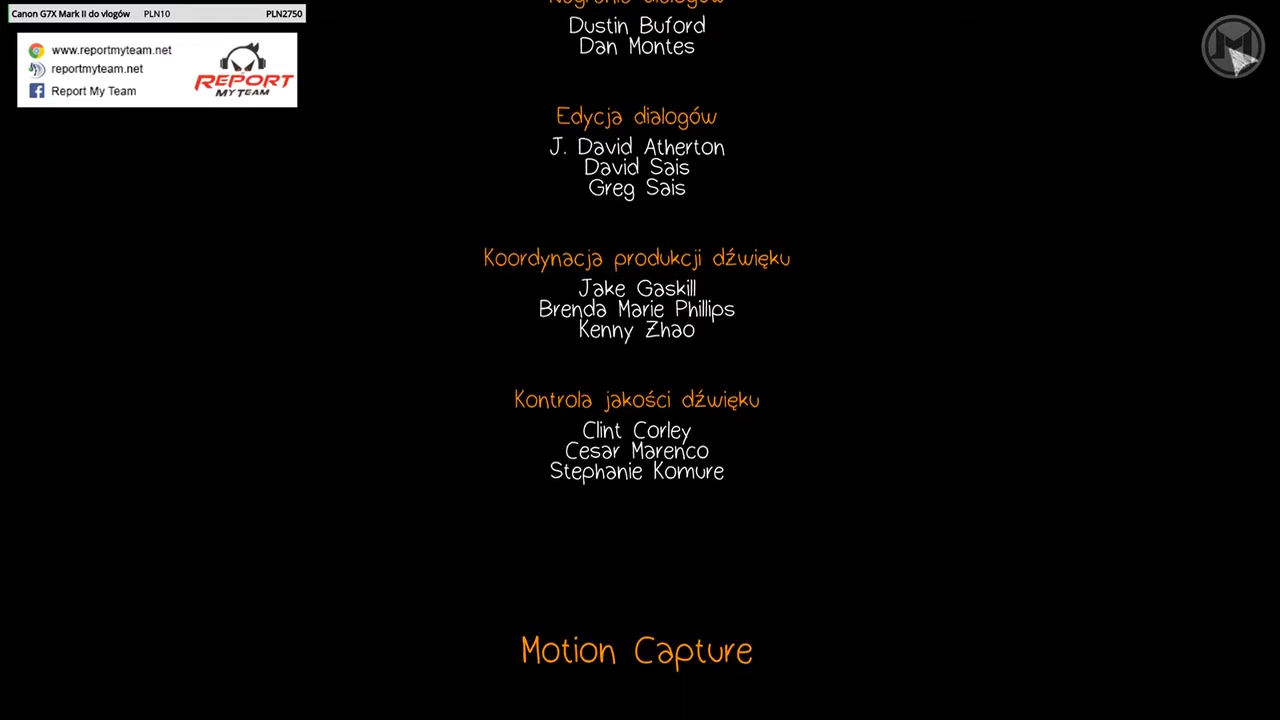 Canon G7X Mark II do vlogów PLN10 PLN2750
www.reportmyteam.net
reportmyteam.net
Report My Team
REPORT
MY TEAM
Nagranie dialogów
Dustin Buford
Dan Montes
Edycja dialogów
J. David Atherton
David Sais
Greg Sais
Koordynacja produkcji dźwięku
Jake Gaskill
Brenda Marie Phillips
Kenny Zhao
Kontrola jakości dźwięku
Clint Corley
Cesar Marenco
Stephanie Komure
Motion Capture